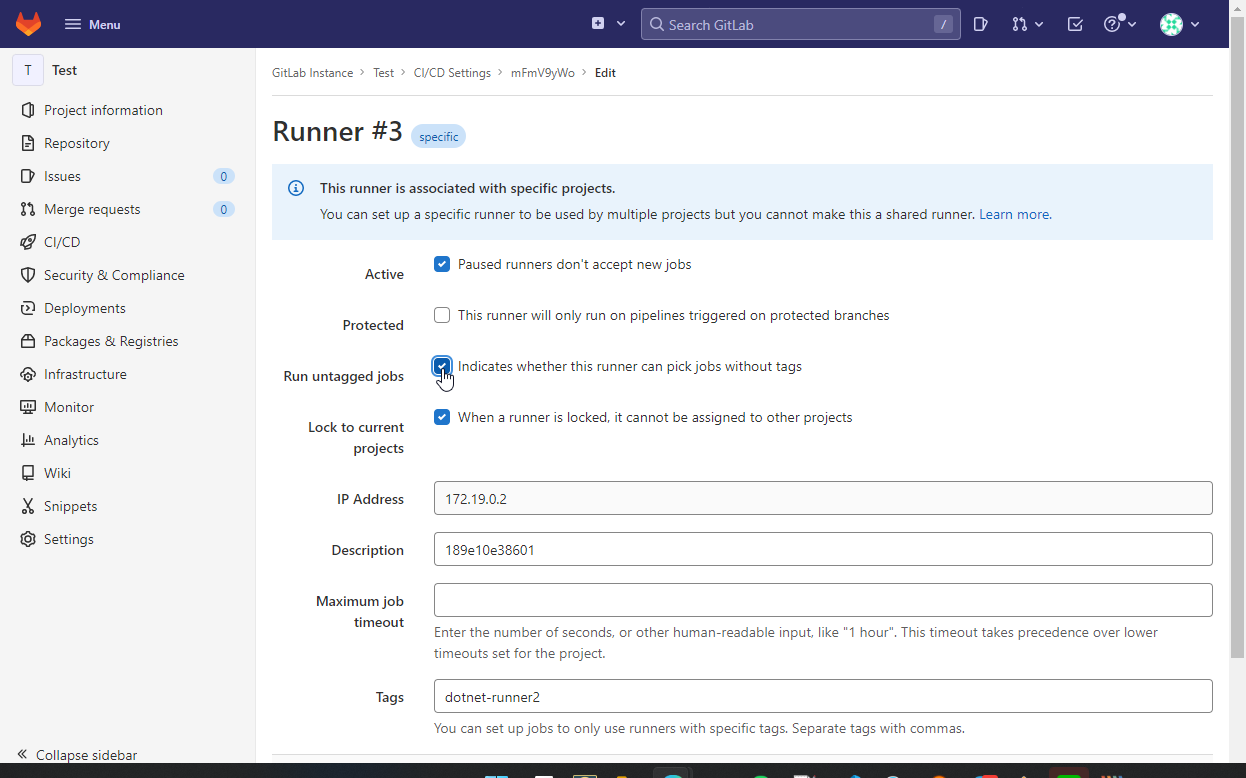 Menu
Search GitLab
/
T
Test
Project information
Repository
Issues
0
Merge requests
0
CI/CD
Security & Compliance
Deployments
Packages & Registries
Infrastructure
Monitor
Analytics
Wiki
Snippets
Settings
Collapse sidebar
GitLab Instance > Test > CI/CD Settings > mFmV9yWo > Edit
Runner #3 specific
This runner is associated with specific projects.
You can set up a specific runner to be used by multiple projects but you cannot make this a shared runner. Learn more.
Active
Paused runners don't accept new jobs
Protected
This runner will only run on pipelines triggered on protected branches
Run untagged jobs
Indicates whether this runner can pick jobs without tags
Lock to current
projects
When a runner is locked, it cannot be assigned to other projects
IP Address
172.19.0.2
Description
189e10e38601
Maximum job
timeout
Enter the number of seconds, or other human-readable input, like "1 hour". This timeout takes precedence over lower
timeouts set for the project.
Tags
dotnet-runner2
You can set up jobs to only use runners with specific tags. Separate tags with commas.